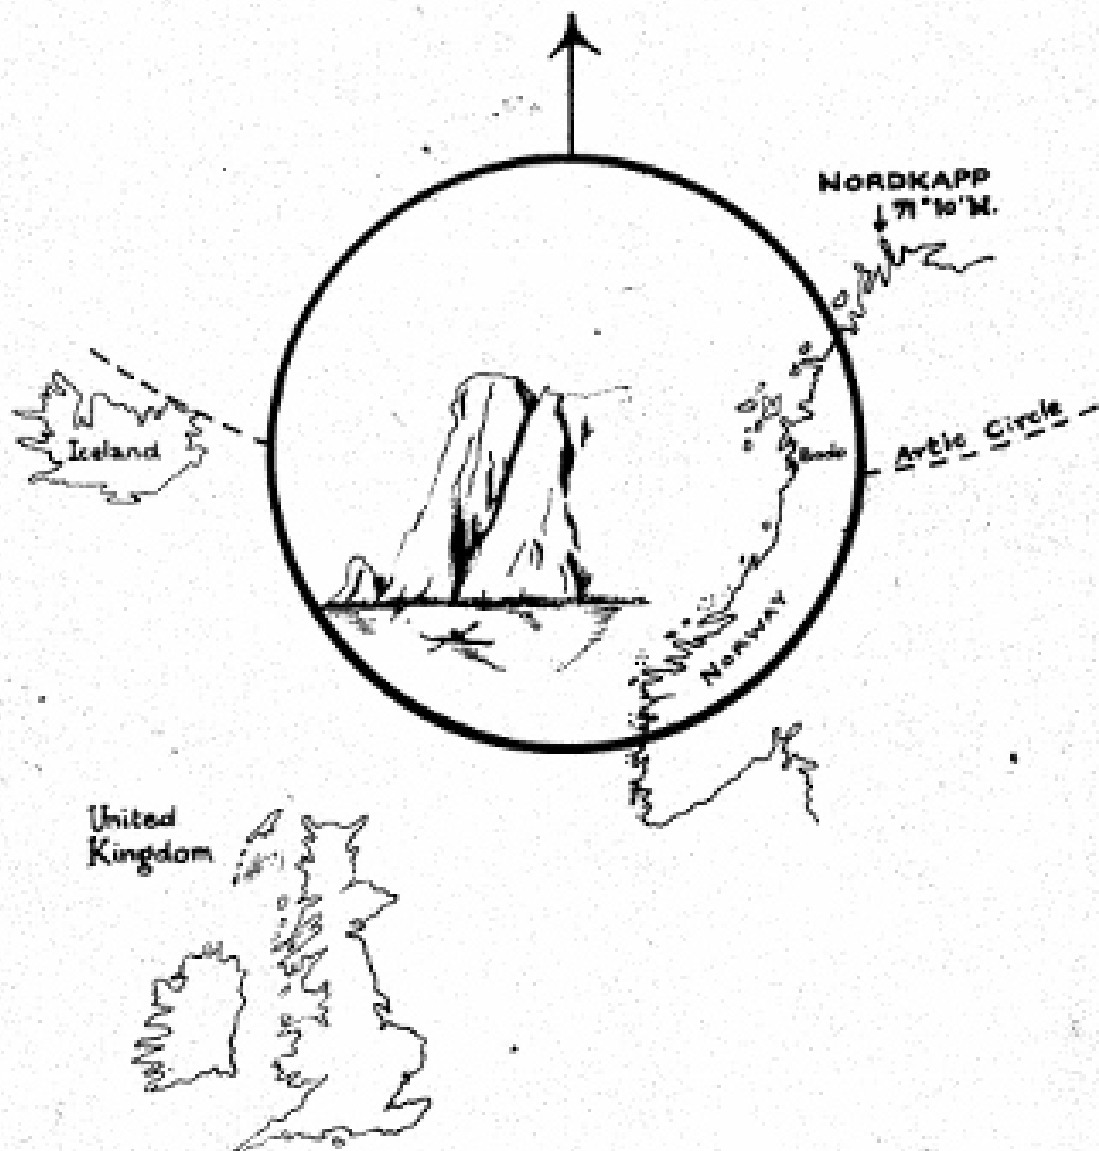 NORDKAPP
71°10'N.
Iceland
Bodo
Artic Circle
NORWAY
United
Kingdom